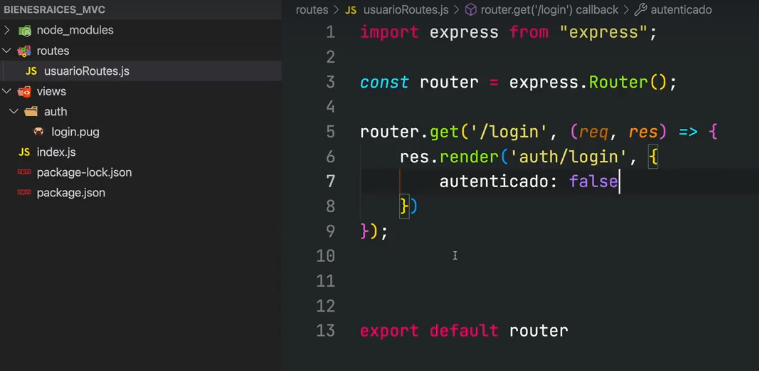 BIENESRAICES_MVC
node_modules
routes
JS usuarioRoutes.js
views
auth
login.pug
JS index.js
package-lock.json
package.json
routes > JS usuarioRoutes.js > router.get('/login') callback > autenticado
1 import express from "express";
2
3 const router = express.Router();
4
5 router.get('/login', (req, res) => {
6 res.render('auth/login', {
7 autenticado: false
8 })
9 });
10
11
12
13 export default router